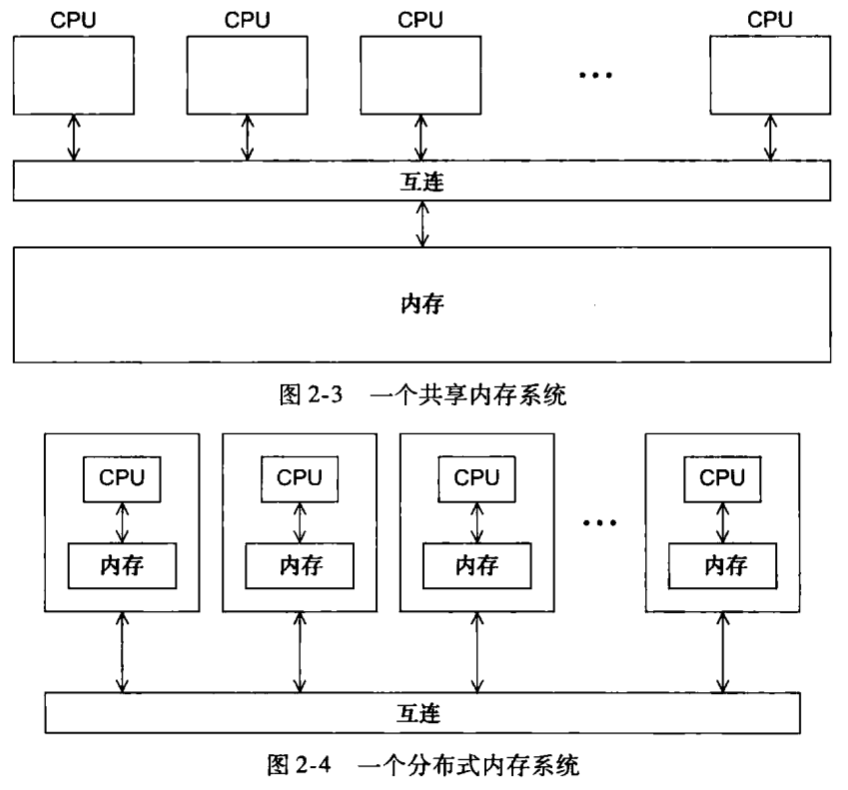 CPU CPU CPU ... CPU
互连
内存
图 2-3 一个共享内存系统
CPU CPU CPU CPU
内存 内存 内存 ... 内存
互连
图 2-4 一个分布式内存系统